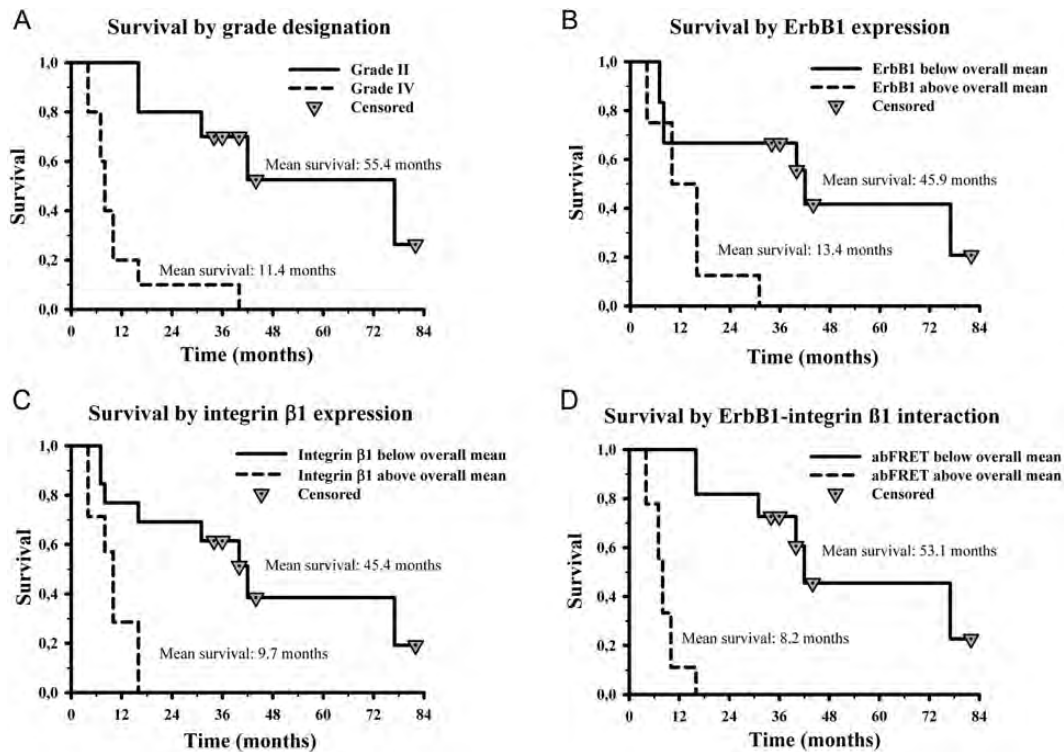 A
Survival by grade designation
1,0
0,8
0,6
0,4
0,2
0,0
Survival
Grade II
Grade IV
Censored
Mean survival: 55.4 months
Mean survival: 11.4 months
0 12 24 36 48 60 72 84
Time (months)
B
Survival by ErbB1 expression
1,0
0,8
0,6
0,4
0,2
0,0
Survival
ErbB1 below overall mean
ErbB1 above overall mean
Censored
Mean survival: 45.9 months
Mean survival: 13.4 months
0 12 24 36 48 60 72 84
Time (months)
C
Survival by integrin β1 expression
1,0
0,8
0,6
0,4
0,2
0,0
Survival
Integrin β1 below overall mean
Integrin β1 above overall mean
Censored
Mean survival: 45.4 months
Mean survival: 9.7 months
0 12 24 36 48 60 72 84
Time (months)
D
Survival by ErbB1-integrin ß1 interaction
1,0
0,8
0,6
0,4
0,2
0,0
Survival
abFRET below overall mean
abFRET above overall mean
Censored
Mean survival: 53.1 months
Mean survival: 8.2 months
0 12 24 36 48 60 72 84
Time (months)